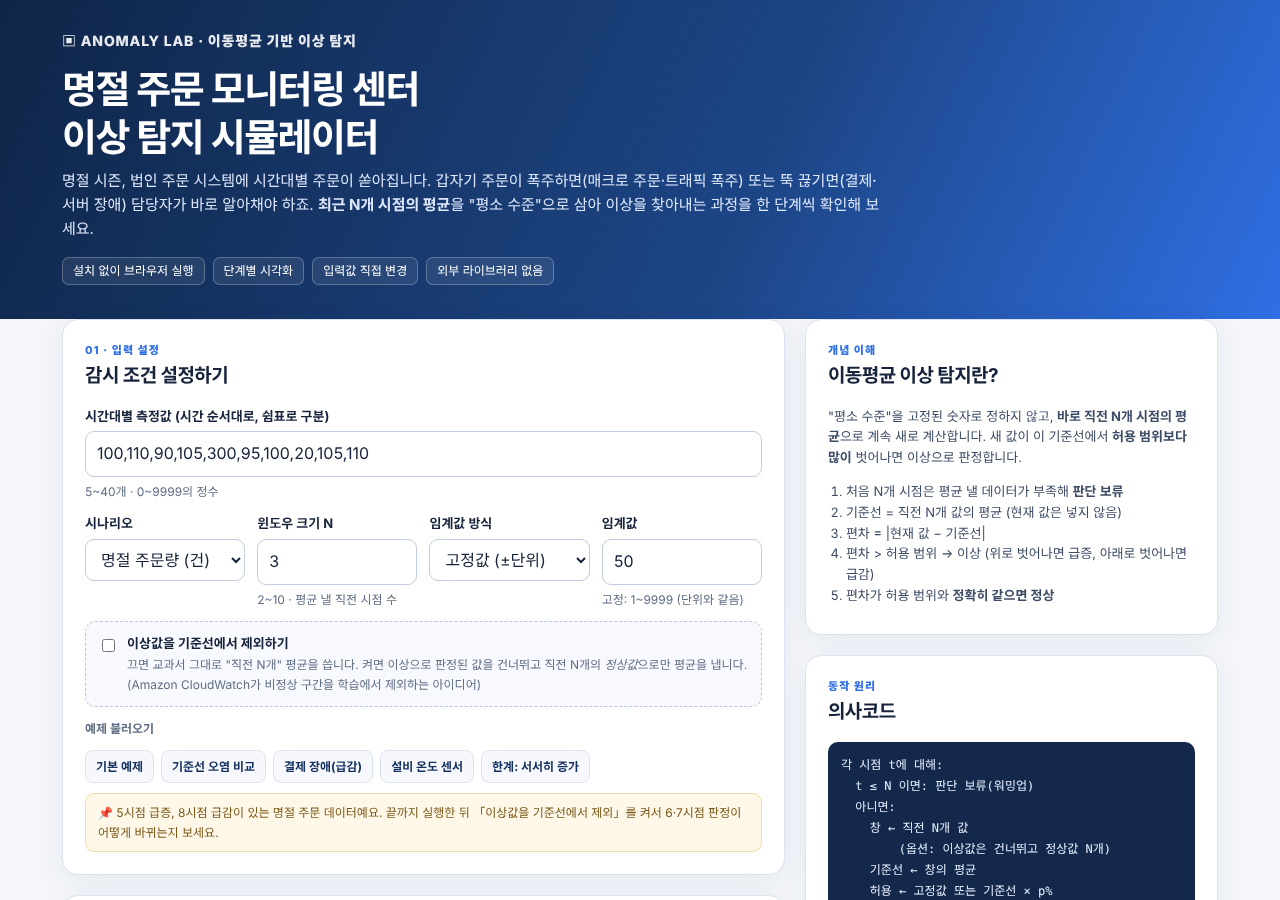 ▣ ANOMALY LAB · 이동평균 기반 이상 탐지
명절 주문 모니터링 센터
이상 탐지 시뮬레이터
명절 시즌, 법인 주문 시스템에 시간대별 주문이 쏟아집니다. 갑자기 주문이 폭주하면(매크로 주문·트래픽 폭주) 또는 뚝 끊기면(결제·
서버 장애) 담당자가 바로 알아채야 하죠. 최근 N개 시점의 평균을 "평소 수준"으로 삼아 이상을 찾아내는 과정을 한 단계씩 확인해 보
세요.
설치 없이 브라우저 실행
단계별 시각화
입력값 직접 변경
외부 라이브러리 없음
01 · 입력 설정
감시 조건 설정하기
시간대별 측정값 (시간 순서대로, 쉼표로 구분)
100,110,90,105,300,95,100,20,105,110
5~40개 · 0~9999의 정수
시나리오
명절 주문량 (건)
윈도우 크기 N
3
2~10 · 평균 낼 직전 시점 수
임계값 방식
고정값 (±단위)
임계값
50
고정: 1~9999 (단위와 같음)
이상값을 기준선에서 제외하기
끄면 교과서 그대로 "직전 N개" 평균을 씁니다. 켜면 이상으로 판정된 값을 건너뛰고 직전 N개의 정상값으로만 평균을 냅니다.
(Amazon CloudWatch가 비정상 구간을 학습에서 제외하는 아이디어)
예제 불러오기
기본 예제
기준선 오염 비교
결제 장애(급감)
설비 온도 센서
한계: 서서히 증가
📌 5시점 급증, 8시점 급감이 있는 명절 주문 데이터예요. 끝까지 실행한 뒤 「이상값을 기준선에서 제외」를 켜서 6·7시점 판정이
어떻게 바뀌는지 보세요.
개념 이해
이동평균 이상 탐지란?
"평소 수준"을 고정된 숫자로 정하지 않고, 바로 직전 N개 시점의 평
균으로 계속 새로 계산합니다. 새 값이 이 기준선에서 허용 범위보다
많이 벗어나면 이상으로 판정합니다.
1. 처음 N개 시점은 평균 낼 데이터가 부족해 판단 보류
2. 기준선 = 직전 N개 값의 평균 (현재 값은 넣지 않음)
3. 편차 = |현재 값 − 기준선|
4. 편차 > 허용 범위 → 이상 (위로 벗어나면 급증, 아래로 벗어나면
급감)
5. 편차가 허용 범위와 정확히 같으면 정상
동작 원리
의사코드
각 시점 t에 대해:
t ≤ N 이면: 판단 보류(워밍업)
아니면:
창 ← 직전 N개 값
(옵션: 이상값은 건너뛰고 정상값 N개)
기준선 ← 창의 평균
허용 ← 고정값 또는 기준선 × p%